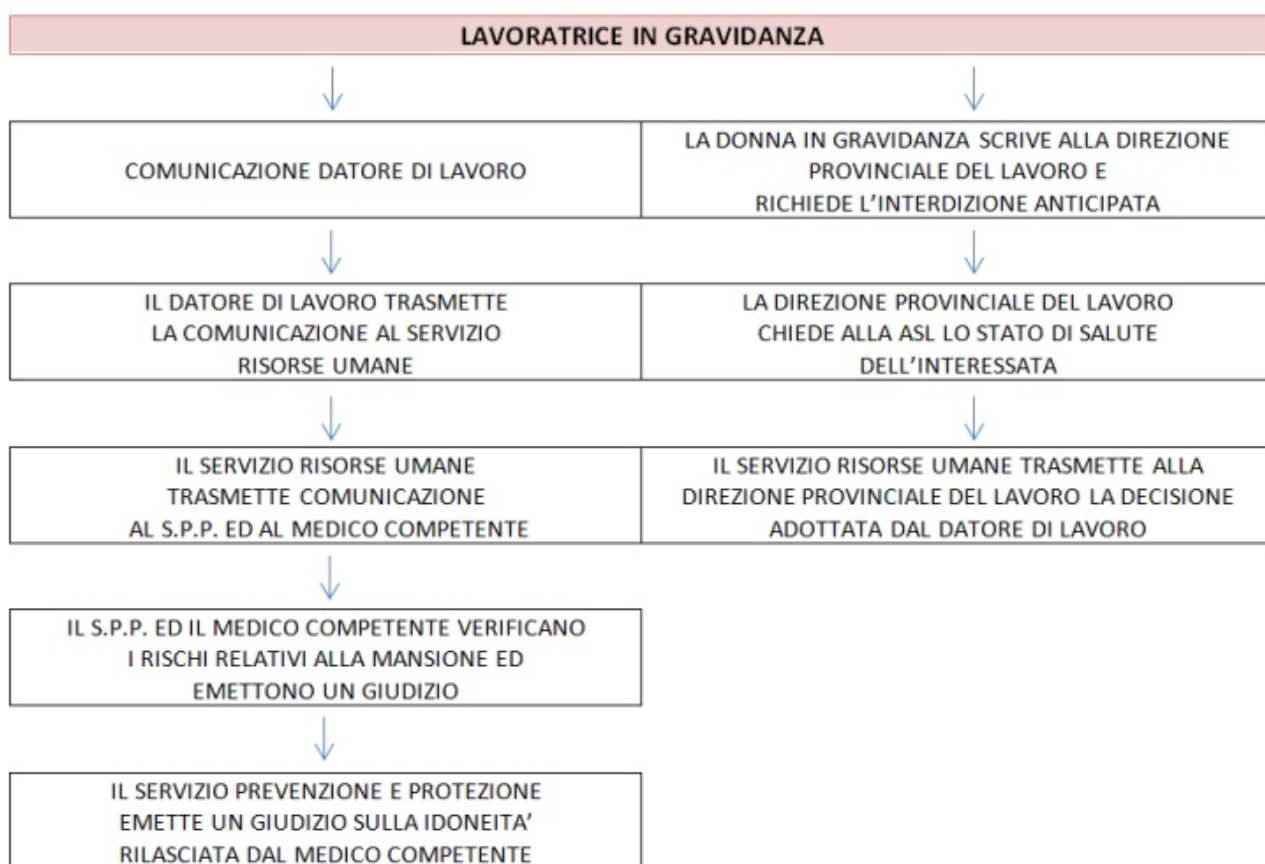 LAVORATRICE IN GRAVIDANZA
COMUNICAZIONE DATORE DI LAVORO
LA DONNA IN GRAVIDANZA SCRIVE ALLA DIREZIONE
PROVINCIALE DEL LAVORO E
RICHIEDE L'INTERDIZIONE ANTICIPATA
IL DATORE DI LAVORO TRASMETTE
LA COMUNICAZIONE AL SERVIZIO
RISORSE UMANE
LA DIREZIONE PROVINCIALE DEL LAVORO
CHIEDE ALLA ASL LO STATO DI SALUTE
DELL'INTERESSATA
IL SERVIZIO RISORSE UMANE
TRASMETTE COMUNICAZIONE
AL S.P.P. ED AL MEDICO COMPETENTE
IL SERVIZIO RISORSE UMANE TRASMETTE ALLA
DIREZIONE PROVINCIALE DEL LAVORO LA DECISIONE
ADOTTATA DAL DATORE DI LAVORO
IL S.P.P. ED IL MEDICO COMPETENTE VERIFICANO
I RISCHI RELATIVI ALLA MANSIONE ED
EMETTONO UN GIUDIZIO
IL SERVIZIO PREVENZIONE E PROTEZIONE
EMETTE UN GIUDIZIO SULLA IDONEITA'
RILASCIATA DAL MEDICO COMPETENTE